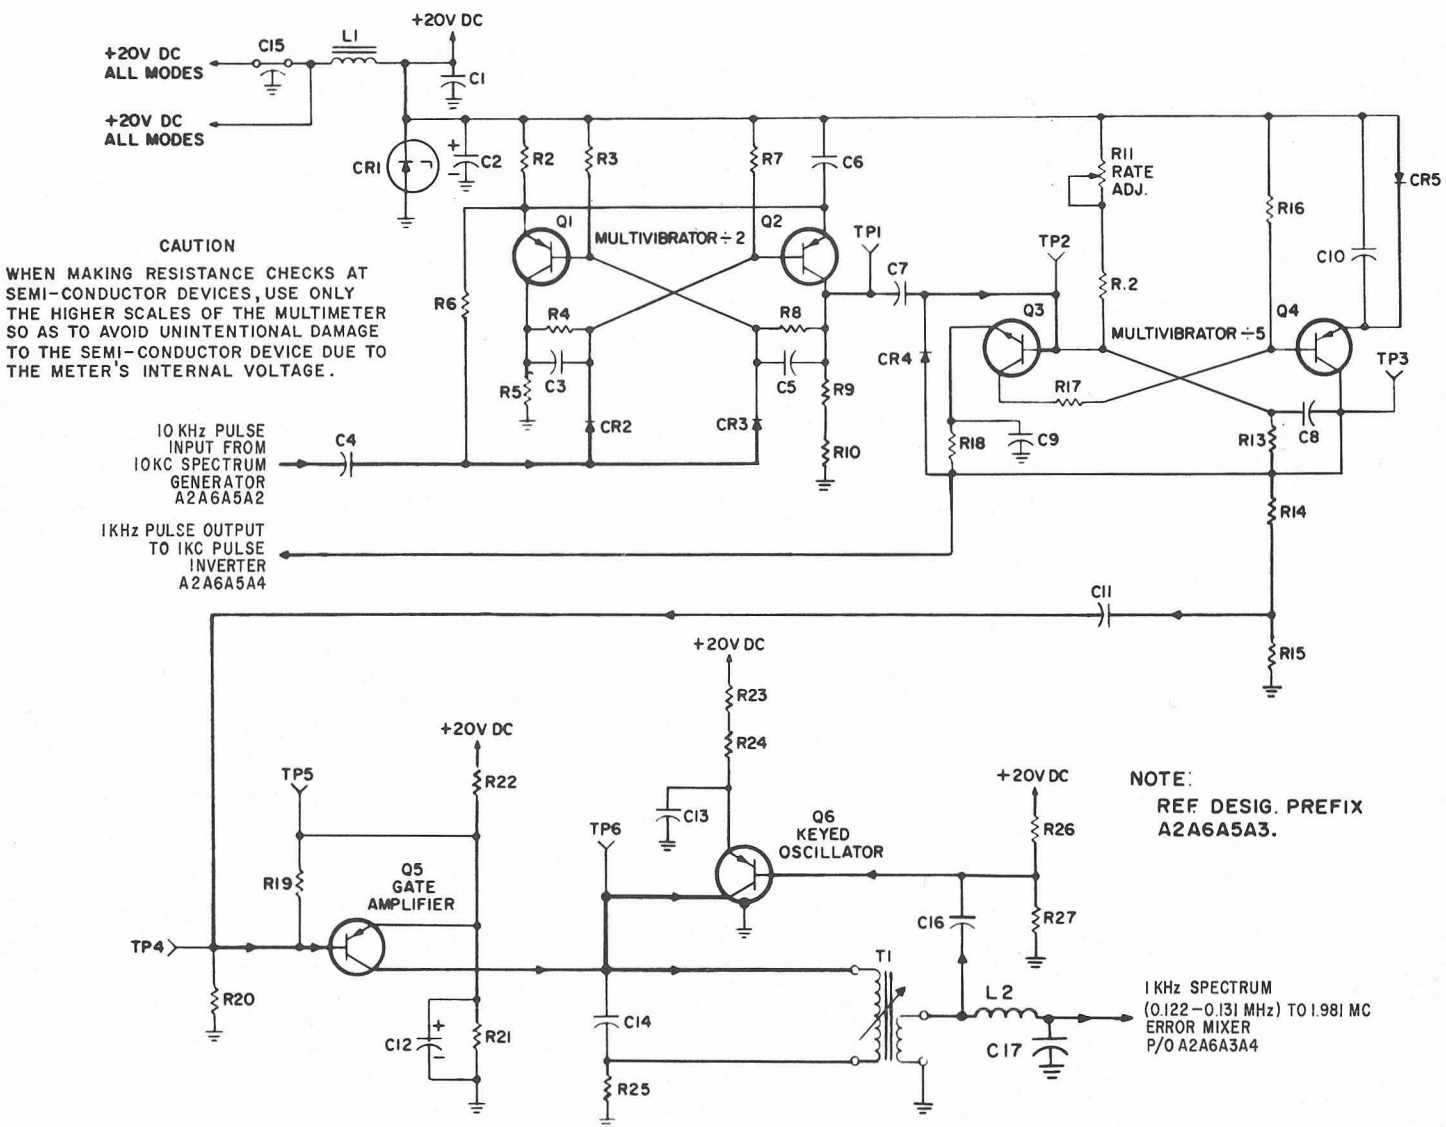 +20V DC
+20V DC
ALL MODES
C15
L1
C1
+20V DC
ALL MODES
CR1
+
-
C2
R2
R3
R7
C6
R11
RATE
ADJ.
R16
CR5
CAUTION
WHEN MAKING RESISTANCE CHECKS AT
SEMI-CONDUCTOR DEVICES, USE ONLY
THE HIGHER SCALES OF THE MULTIMETER
SO AS TO AVOID UNINTENTIONAL DAMAGE
TO THE SEMI-CONDUCTOR DEVICE DUE TO
THE METER'S INTERNAL VOLTAGE.
Q1
MULTIVIBRATOR ÷ 2
Q2
TP1
TP2
C10
R6
C7
R.2
R4
R8
Q3
MULTIVIBRATOR ÷ 5
Q4
CR4
TP3
R5
C3
C5
R9
R17
CR2
CR3
R10
R18
C9
R13
C8
10 KHz PULSE
INPUT FROM
10KC SPECTRUM
GENERATOR
A2A6A5A2
C4
R14
1KHz PULSE OUTPUT
TO 1KC PULSE
INVERTER
A2A6A5A4
C11
R15
+20V DC
R23
R24
+20V DC
R22
TP5
C13
TP6
Q6
KEYED
OSCILLATOR
+20V DC
R26
NOTE:
REF. DESIG. PREFIX
A2A6A5A3.
R19
Q5
GATE
AMPLIFIER
C16
R27
TP4
T1
R20
C12
+
-
R21
C14
L2
C17
1 KHz SPECTRUM
(0.122-0.131 MHz) TO 1.981 MC
ERROR MIXER
P/O A2A6A3A4
R25